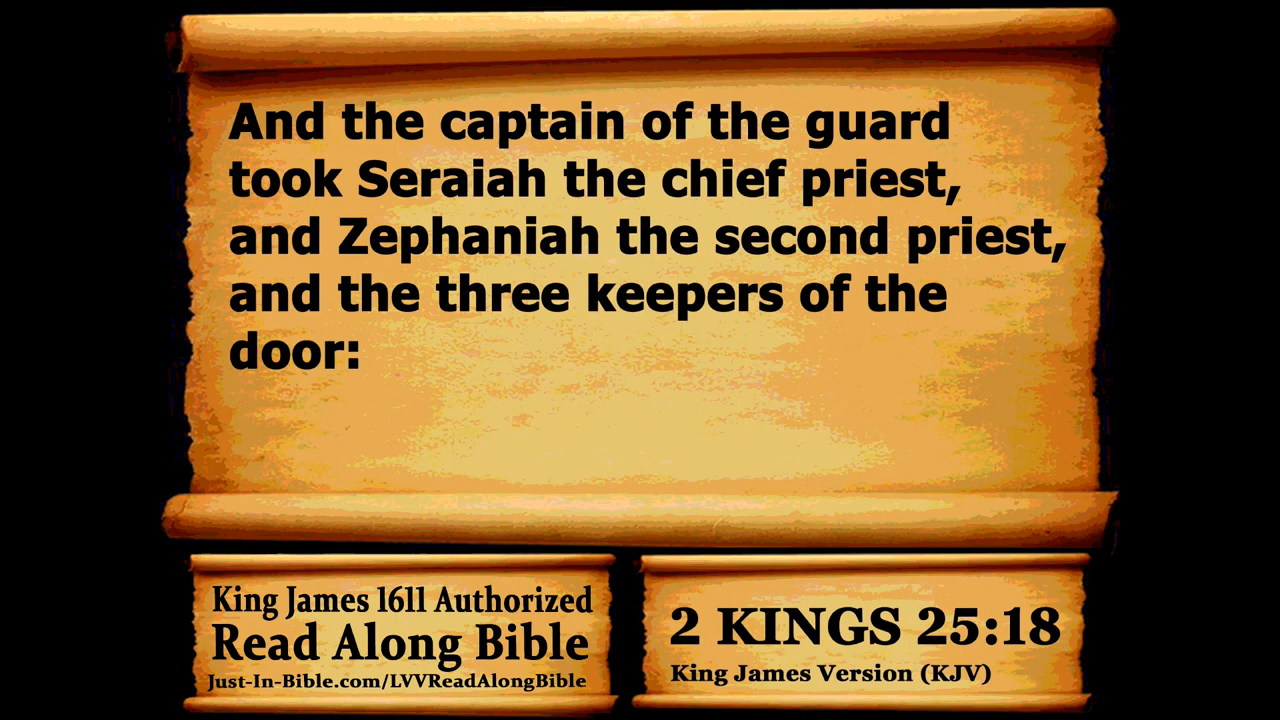 And the captain of the guard
took Seraiah the chief priest,
and Zephaniah the second priest,
and the three keepers of the
door:
King James 1611 Authorized
Read Along Bible
Just-In-Bible.com/LVVReadAlongBible
2 KINGS 25:18
King James Version (KJV)